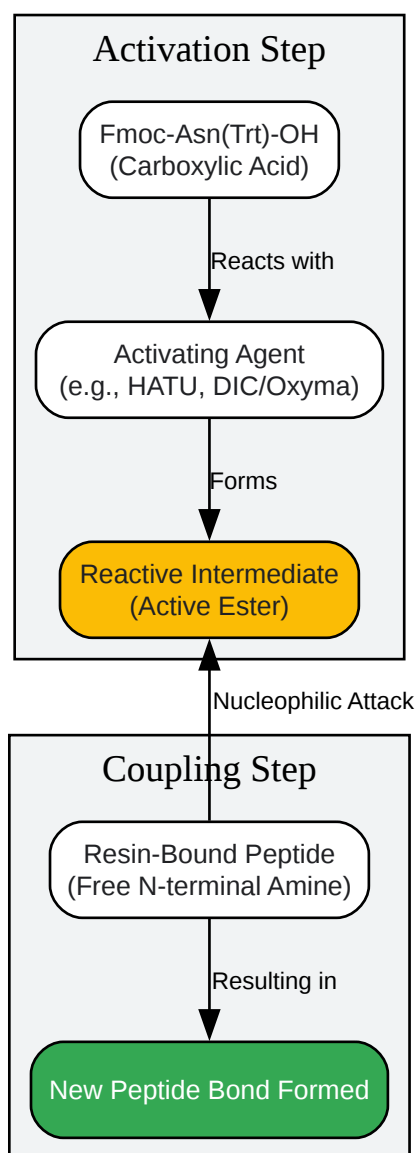 Activation Step
Fmoc-Asn(Trt)-OH
(Carboxylic Acid)
Reacts with
Activating Agent
(e.g., HATU, DIC/Oxyma)
Forms
Reactive Intermediate
(Active Ester)
Nucleophilic Attack
Coupling Step
Resin-Bound Peptide
(Free N-terminal Amine)
Resulting in
New Peptide Bond Formed